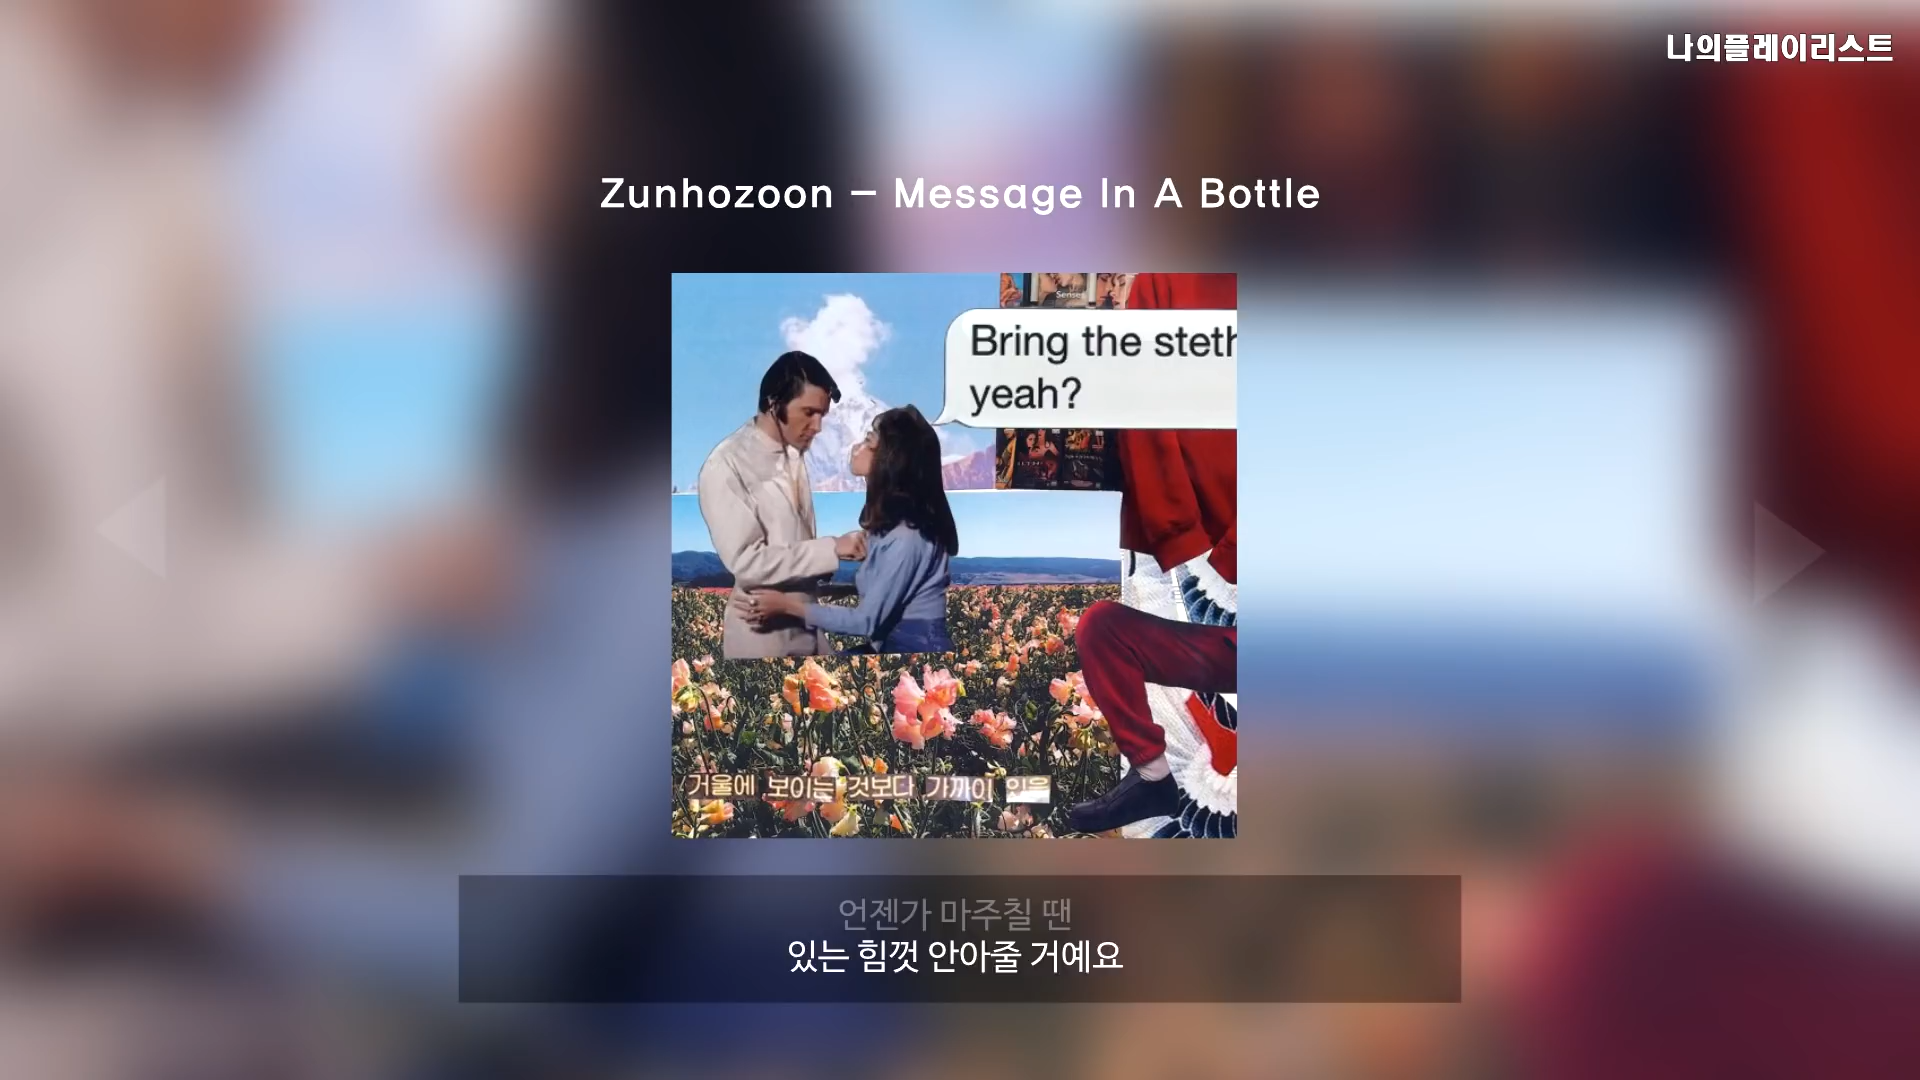 나의플레이리스트
Zunhozoon – Message In A Bottle
Senses
Bring the steth
yeah?
거울에 보이는 것보다 가까이 있음
언젠가 마주칠 땐
있는 힘껏 안아줄 거예요